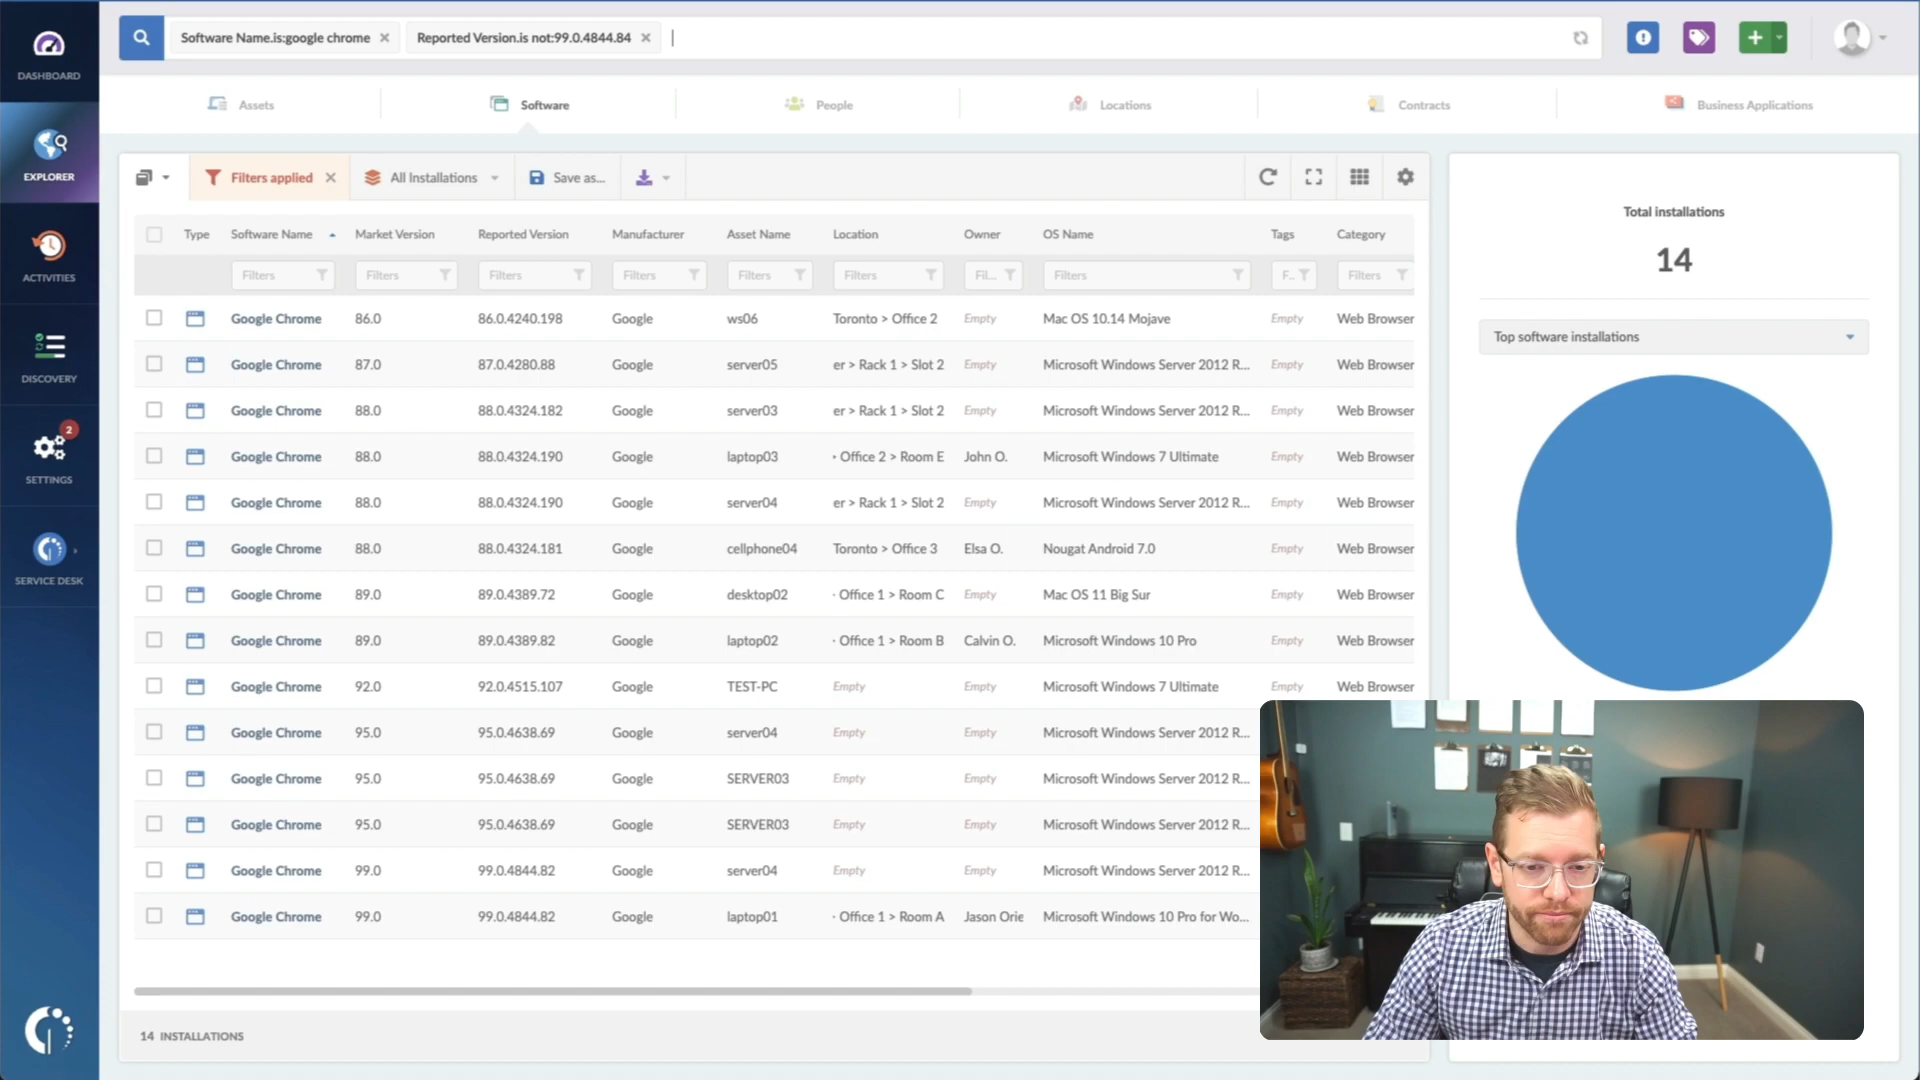 Software Name.is:google chrome ×
Reported Version.is not:99.0.4844.84 ×
DASHBOARD
EXPLORER
ACTIVITIES
DISCOVERY
2
SETTINGS
SERVICE DESK
Assets
Software
People
Locations
Contracts
Business Applications
Filters applied ×
All Installations
Save as...
Type Software Name Market Version Reported Version Manufacturer Asset Name Location Owner OS Name Tags Category
Filters Filters Filters Filters Filters Filters Fil... Filters F.. Filters
Google Chrome 86.0 86.0.4240.198 Google ws06 Toronto > Office 2 Empty Mac OS 10.14 Mojave Empty Web Browser
Google Chrome 87.0 87.0.4280.88 Google server05 er > Rack 1 > Slot 2 Empty Microsoft Windows Server 2012 R... Empty Web Browser
Google Chrome 88.0 88.0.4324.182 Google server03 er > Rack 1 > Slot 2 Empty Microsoft Windows Server 2012 R... Empty Web Browser
Google Chrome 88.0 88.0.4324.190 Google laptop03 Office 2 > Room E John O. Microsoft Windows 7 Ultimate Empty Web Browser
Google Chrome 88.0 88.0.4324.190 Google server04 er > Rack 1 > Slot 2 Empty Microsoft Windows Server 2012 R... Empty Web Browser
Google Chrome 88.0 88.0.4324.181 Google cellphone04 Toronto > Office 3 Elsa O. Nougat Android 7.0 Empty Web Browser
Google Chrome 89.0 89.0.4389.72 Google desktop02 Office 1 > Room C Empty Mac OS 11 Big Sur Empty Web Browser
Google Chrome 89.0 89.0.4389.82 Google laptop02 Office 1 > Room B Calvin O. Microsoft Windows 10 Pro Empty Web Browser
Google Chrome 92.0 92.0.4515.107 Google TEST-PC Empty Empty Microsoft Windows 7 Ultimate Empty Web Browser
Google Chrome 95.0 95.0.4638.69 Google server04 Empty Empty Microsoft Windows Server 2012 R...
Google Chrome 95.0 95.0.4638.69 Google SERVER03 Empty Empty Microsoft Windows Server 2012 R...
Google Chrome 95.0 95.0.4638.69 Google SERVER03 Empty Empty Microsoft Windows Server 2012 R...
Google Chrome 99.0 99.0.4844.82 Google server04 Empty Empty Microsoft Windows Server 2012 R...
Google Chrome 99.0 99.0.4844.82 Google laptop01 Office 1 > Room A Jason Orie Microsoft Windows 10 Pro for Wo...
14 INSTALLATIONS
Total installations
14
Top software installations